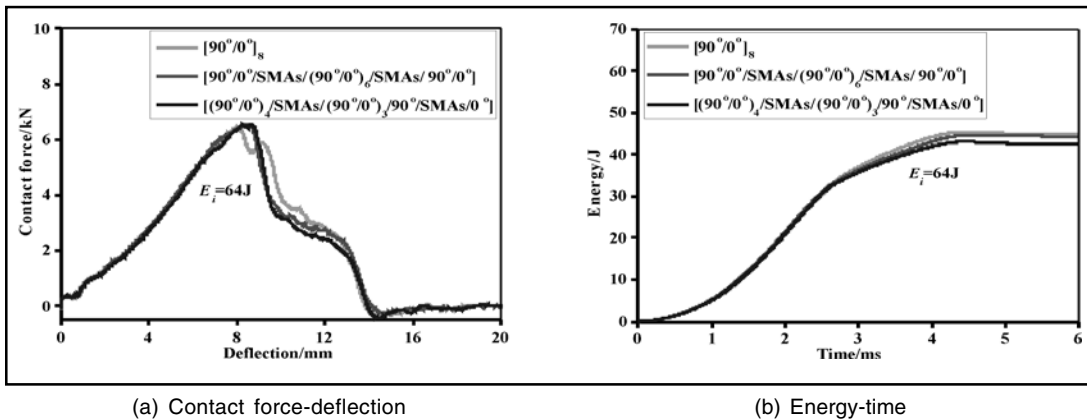 10
8
6
4
2
0
Contact force/kN
[90°/0°]8
[90°/0°/SMAs/(90°/0°)6/SMAs/ 90°/0°]
[(90°/0°)4/SMAs/(90°/0°)3/90°/SMAs/0°]
Ei=64J
0 4 8 12 16 20
Deflection/mm
(a) Contact force-deflection
70
60
50
40
30
20
10
0
Energy/J
[90°/0°]8
[90°/0°/SMAs/(90°/0°)6/SMAs/ 90°/0°]
[(90°/0°)4/SMAs/(90°/0°)3/90°/SMAs/0°]
Ei=64J
0 1 2 3 4 5 6
Time/ms
(b) Energy-time